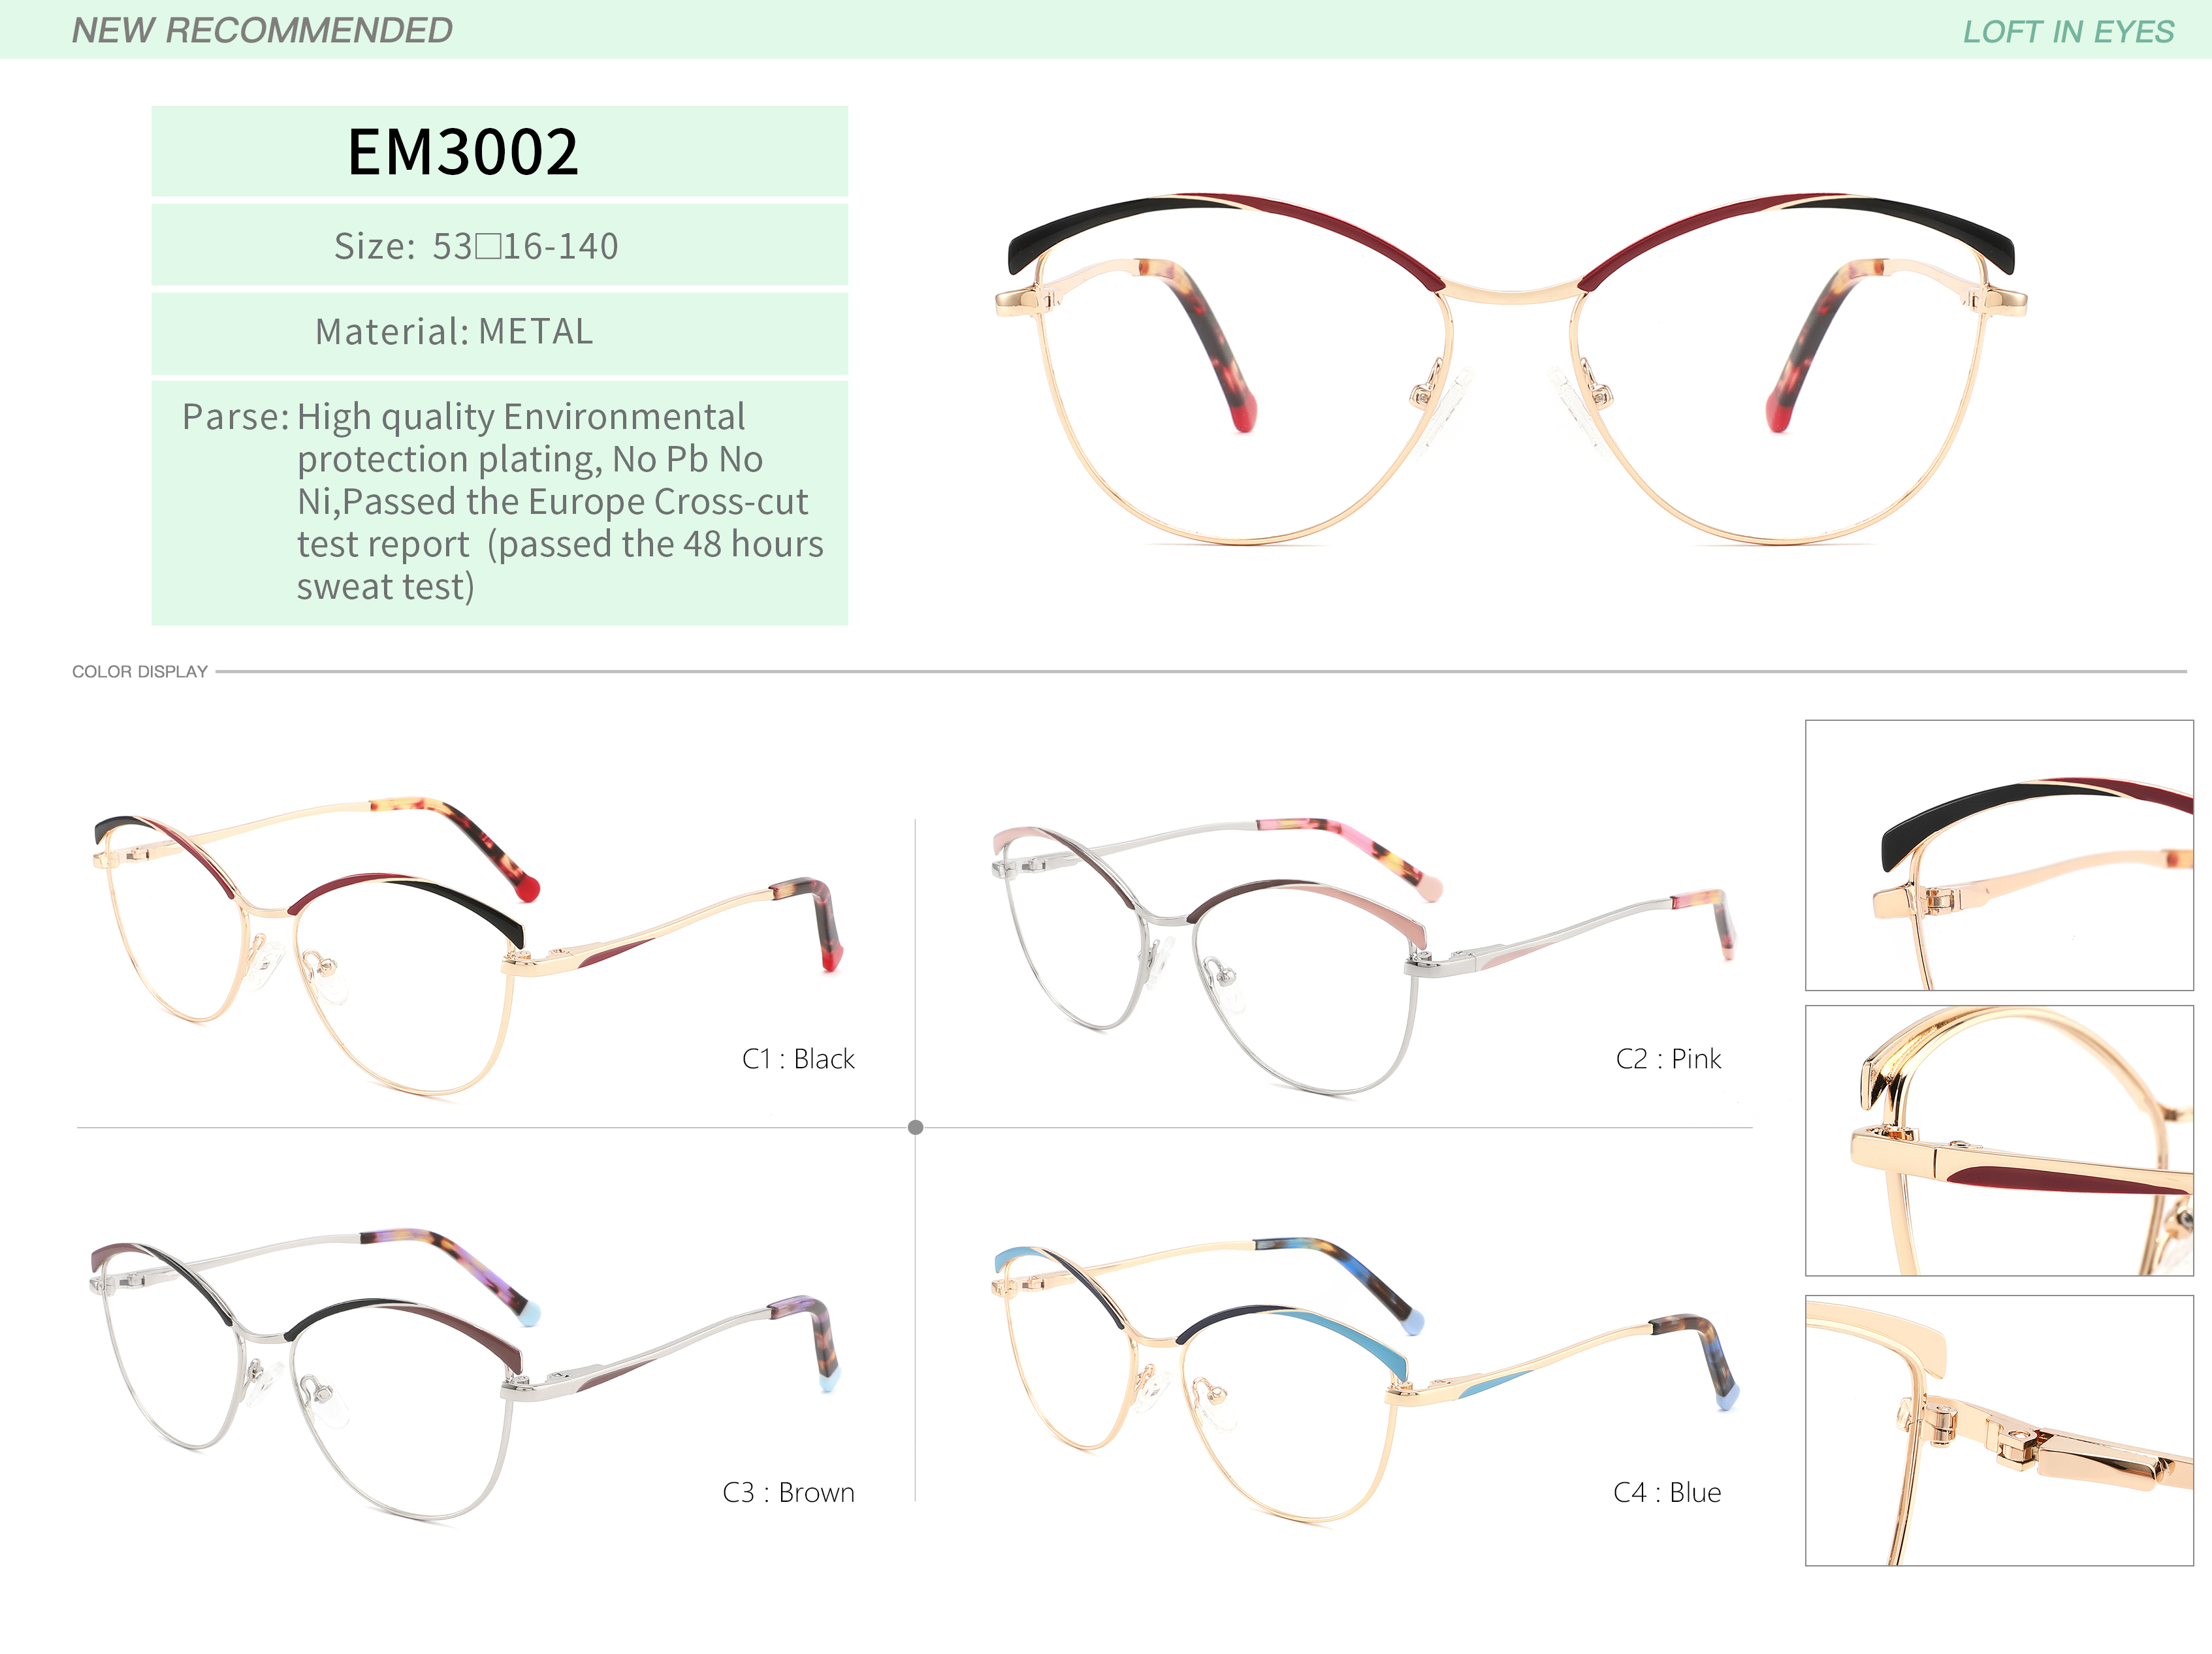 NEW RECOMMENDED
LOFT IN EYES
EM3002
Size: 53□16-140
Material: METAL
Parse: High quality Environmental
protection plating, No Pb No
Ni,Passed the Europe Cross-cut
test report (passed the 48 hours
sweat test)
COLOR DISPLAY
C1 : Black
C2 : Pink
C3 : Brown
C4 : Blue